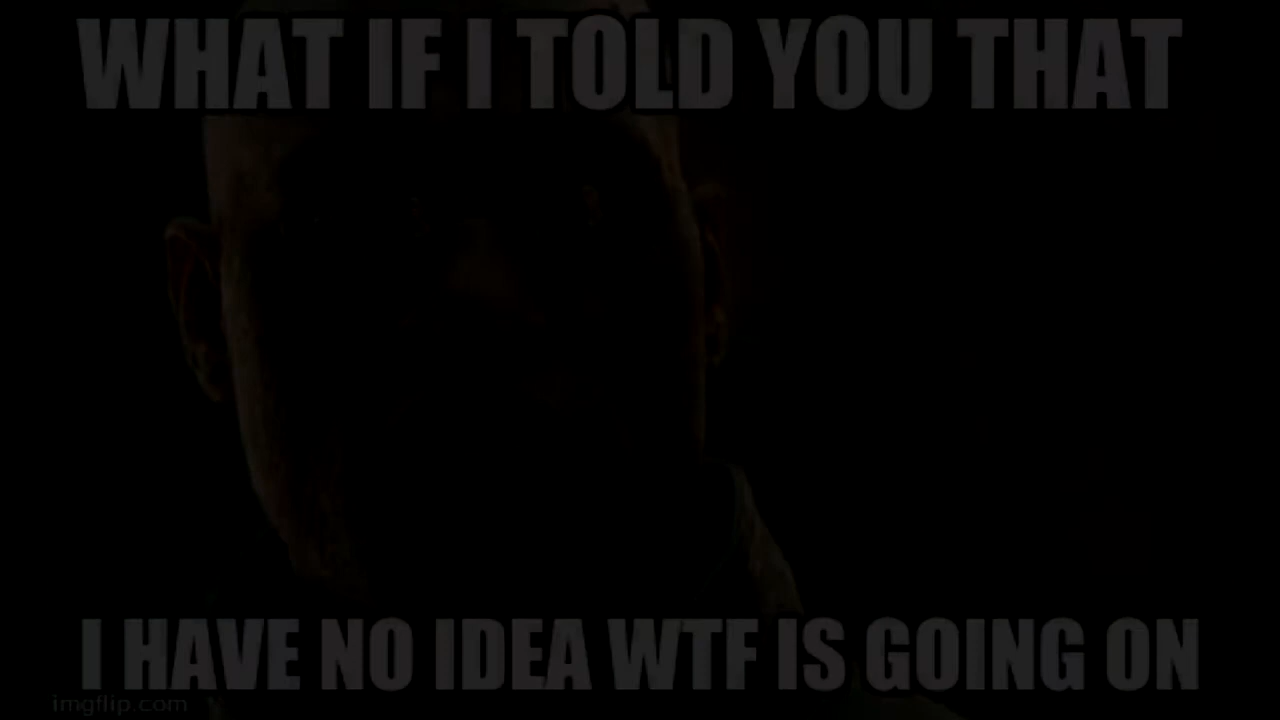 WHAT IF I TOLD YOU THAT
I HAVE NO IDEA WTF IS GOING ON
imgflip.com